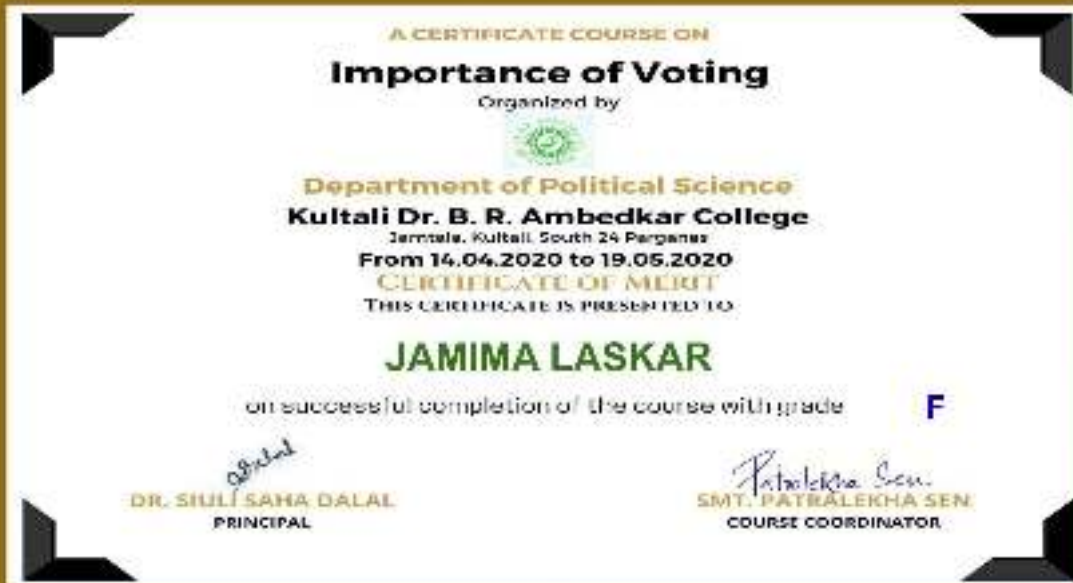 A CERTIFICATE COURSE ON
Importance of Voting
Organized by
Department of Political Science
Kultali Dr. B. R. Ambedkar College
Jamtala, Kultali, South 24 Parganas
From 14.04.2020 to 19.05.2020
CERTIFICATE OF MERIT
THIS CERTIFICATE IS PRESENTED TO
JAMIMA LASKAR
on successful completion of the course with grade F
Patralekha Sen.
DR. SIULI SAHA DALAL SMT. PATRALEKHA SEN
PRINCIPAL COURSE COORDINATOR